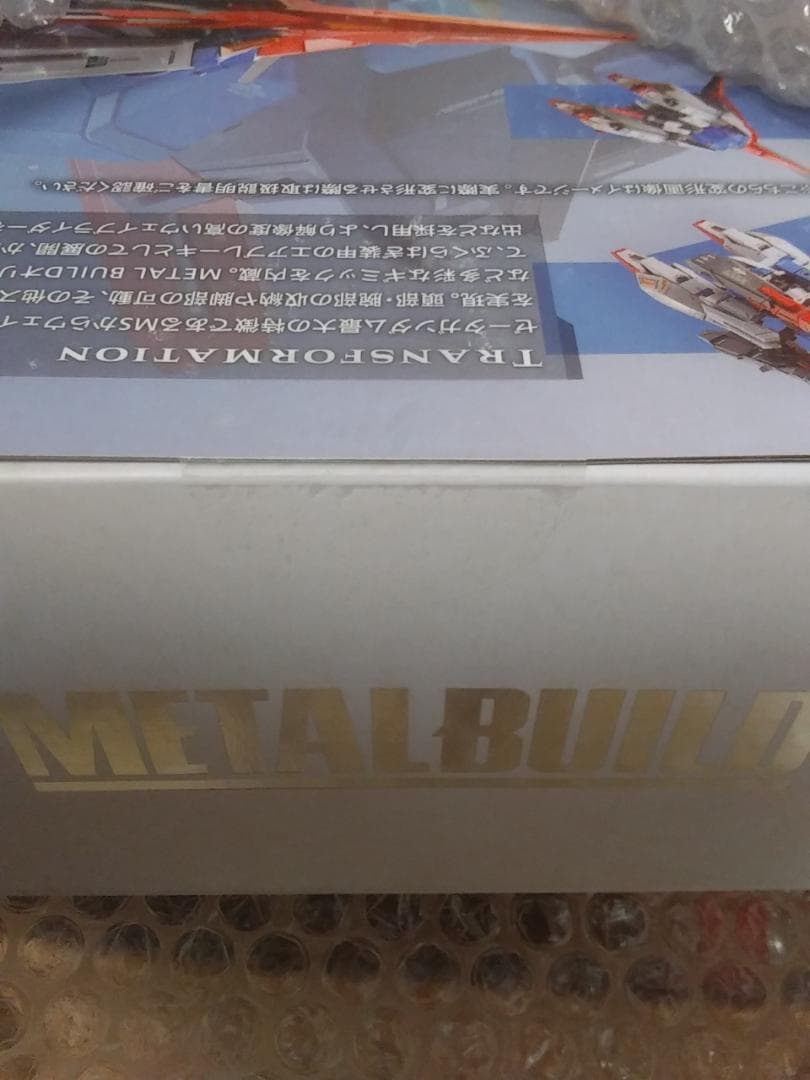 TRANSFORMATION
ゼータガンダム最大の特徴であるMSからウェイ
を実現。頭部・腕部の収納や脚部の可動、その他ス
など多彩なギミックを内蔵。METAL BUILDオリ
て、ふくらはぎ装甲のエアブレーキとしての展開、か
出などを採用し、より解像度の高いウェイブライダーを
こちらの変形画像はイメージです。実際に変形させる際は取扱説明書をご確認ください。
METAL BUILD